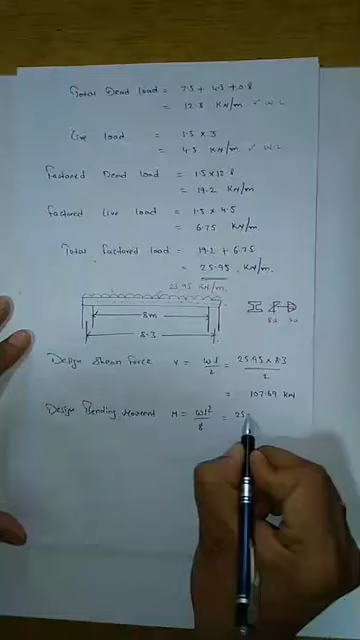 Total Dead load = 7.5 + 4.5 + 0.8
= 12.8 KN/m ✓ W.L
Live load = 1.5 x 3
= 4.5 KN/m ✓ W.L
Factored Dead load = 1.5 x 12.8
= 19.2 KN/m
Factored Live load = 1.5 x 4.5
= 6.75 KN/m
Total factored load = 19.2 + 6.75
= 25.95 KN/m.
25.95 KN/m.
8m
8.3
Design Shear force V = wl/2 = 25.95 x 8.3/2
= 107.69 KN
Design Bending Moment M = wl²/8 = 25